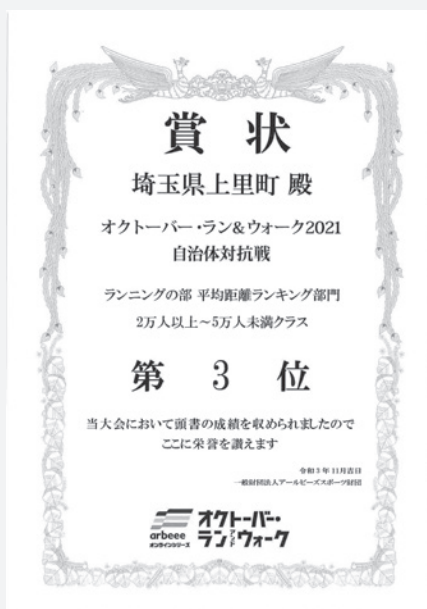 賞 状
埼玉県上里町 殿
オクトーバー・ラン&ウォーク2021
自治体対抗戦
ランニングの部 平均距離ランキング部門
2万人以上～5万人未満クラス
第 3 位
当大会において頭書の成績を収められましたので
ここに栄誉を讃えます
令和3年11月吉日
一般財団法人アールビーズスポーツ財団
arbeee
オンラインシリーズ
オクトーバー・
ランアンドウォーク